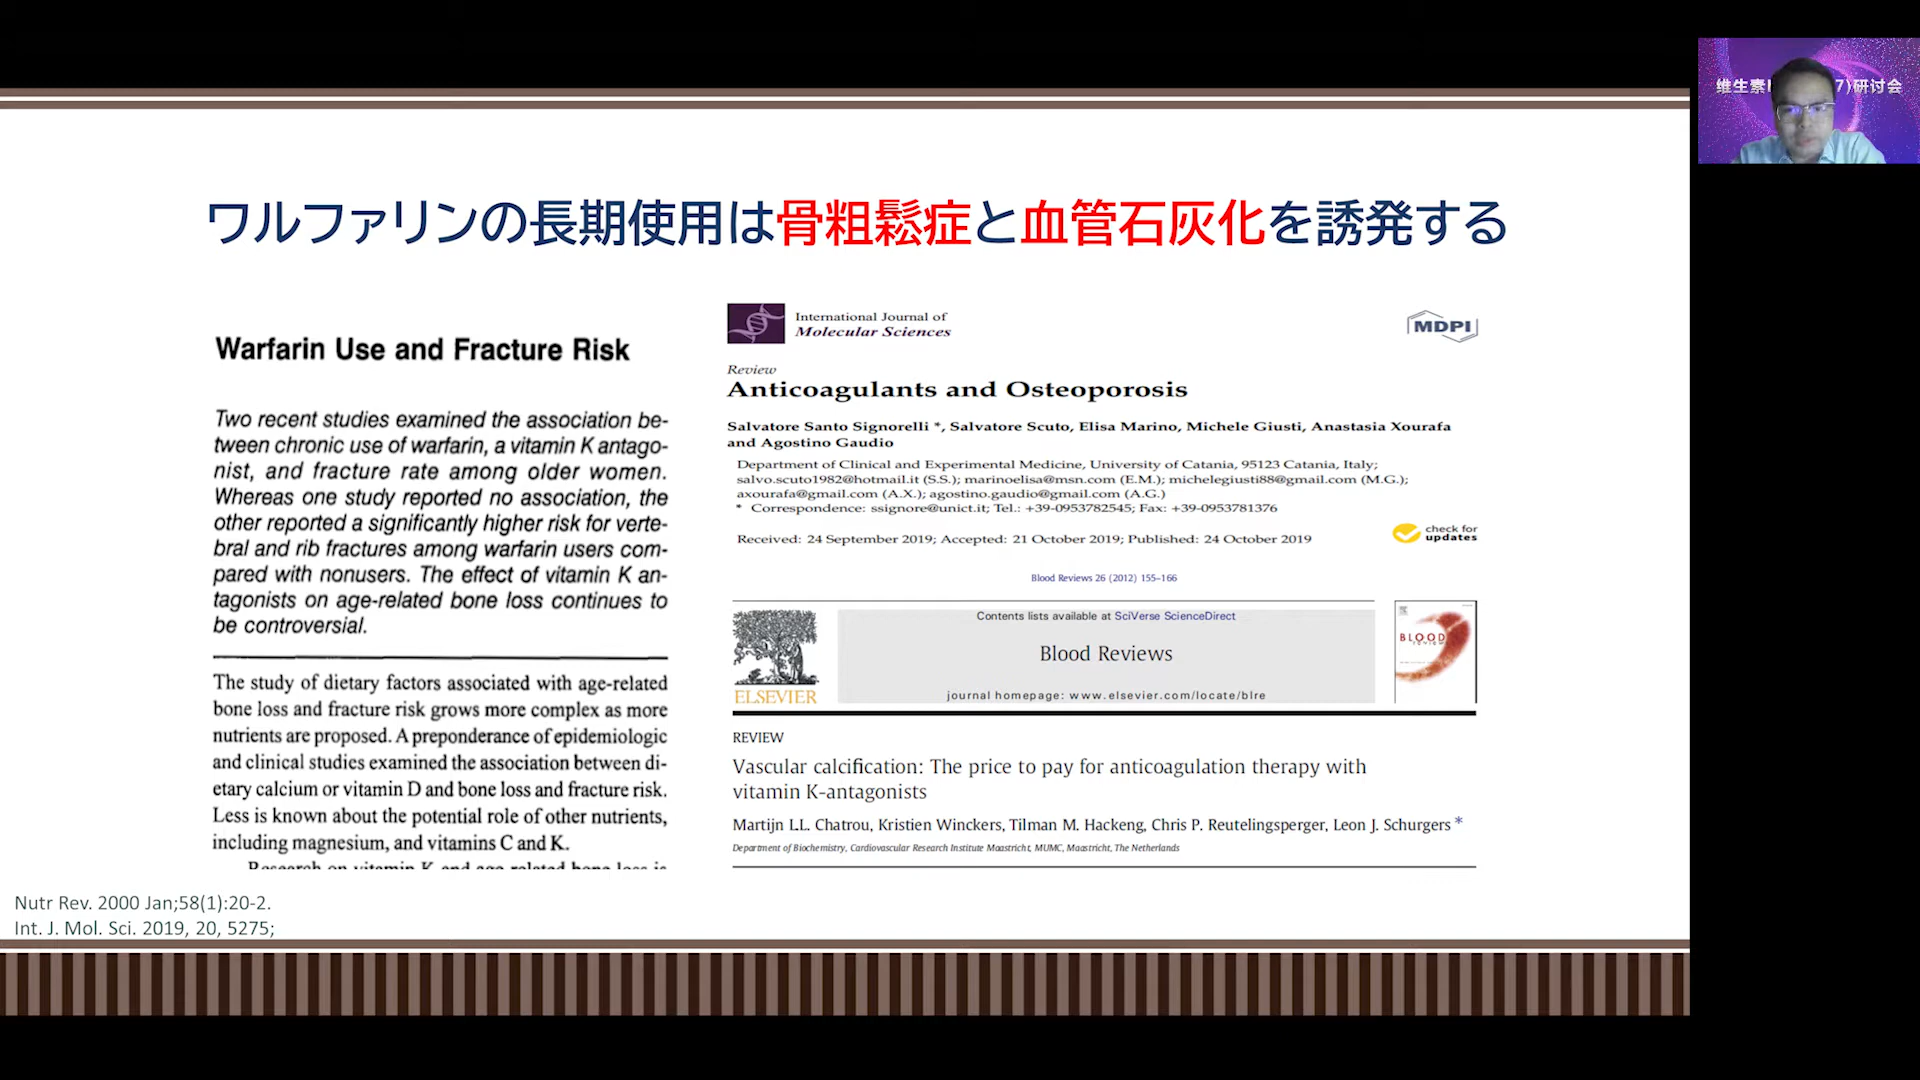 维生素 7)研讨会
ワルファリンの長期使用は骨粗鬆症と血管石灰化を誘発する
Warfarin Use and Fracture Risk
Two recent studies examined the association be-
tween chronic use of warfarin, a vitamin K antago-
nist, and fracture rate among older women.
Whereas one study reported no association, the
other reported a significantly higher risk for verte-
bral and rib fractures among warfarin users com-
pared with nonusers. The effect of vitamin K an-
tagonists on age-related bone loss continues to
be controversial.
The study of dietary factors associated with age-related
bone loss and fracture risk grows more complex as more
nutrients are proposed. A preponderance of epidemiologic
and clinical studies examined the association between di-
etary calcium or vitamin D and bone loss and fracture risk.
Less is known about the potential role of other nutrients,
including magnesium, and vitamins C and K.
Research on vitamin K and age-related bone loss is
International Journal of
Molecular Sciences
MDPI
Review
Anticoagulants and Osteoporosis
Salvatore Santo Signorelli *, Salvatore Scuto, Elisa Marino, Michele Giusti, Anastasia Xourafa
and Agostino Gaudio
Department of Clinical and Experimental Medicine, University of Catania, 95123 Catania, Italy;
salvo.scuto1982@hotmail.it (S.S.); marinoelisa@msn.com (E.M.); michelegiusti88@gmail.com (M.G.);
axourafa@gmail.com (A.X.); agostino.gaudio@gmail.com (A.G.)
* Correspondence: ssignore@unict.it; Tel.: +39-0953782545; Fax: +39-0953781376
Received: 24 September 2019; Accepted: 21 October 2019; Published: 24 October 2019
check for
updates
Blood Reviews 26 (2012) 155–166
Contents lists available at SciVerse ScienceDirect
Blood Reviews
journal homepage: www.elsevier.com/locate/blre
ELSEVIER
BLOOD
REVIEW
Vascular calcification: The price to pay for anticoagulation therapy with
vitamin K-antagonists
Martijn L.L. Chatrou, Kristien Winckers, Tilman M. Hackeng, Chris P. Reutelingsperger, Leon J. Schurgers *
Department of Biochemistry, Cardiovascular Research Institute Maastricht, MUMC, Maastricht, The Netherlands
Nutr Rev. 2000 Jan;58(1):20-2.
Int. J. Mol. Sci. 2019, 20, 5275;